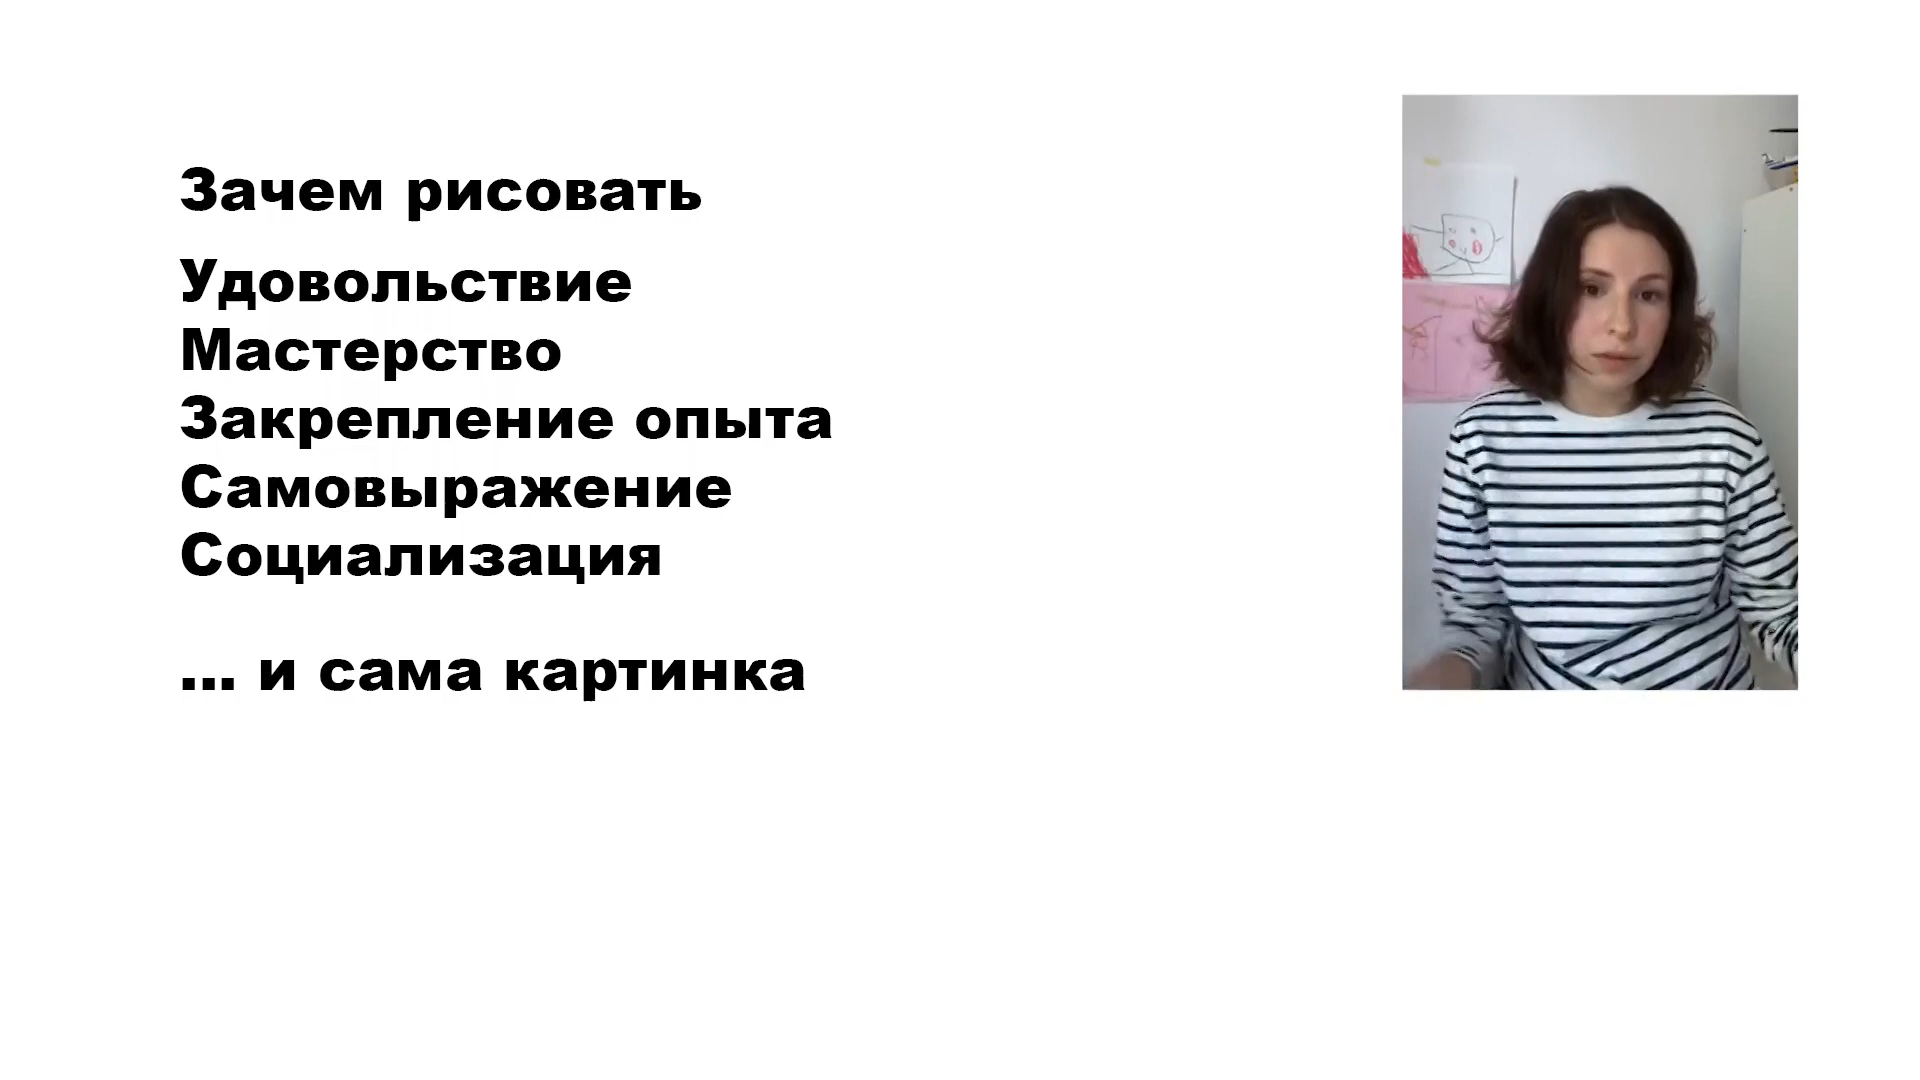 Зачем рисовать
Удовольствие
Мастерство
Закрепление опыта
Самовыражение
Социализация
... и сама картинка